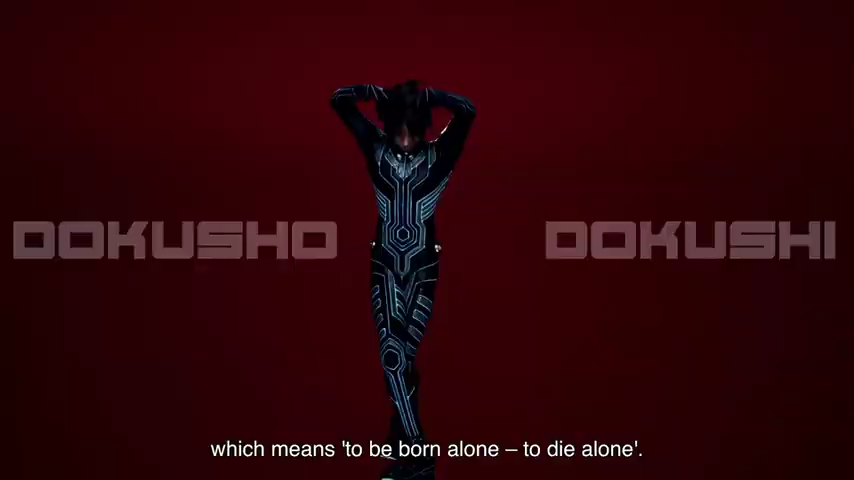 DOKUSHO DOKUSHI
which means 'to be born alone – to die alone'.